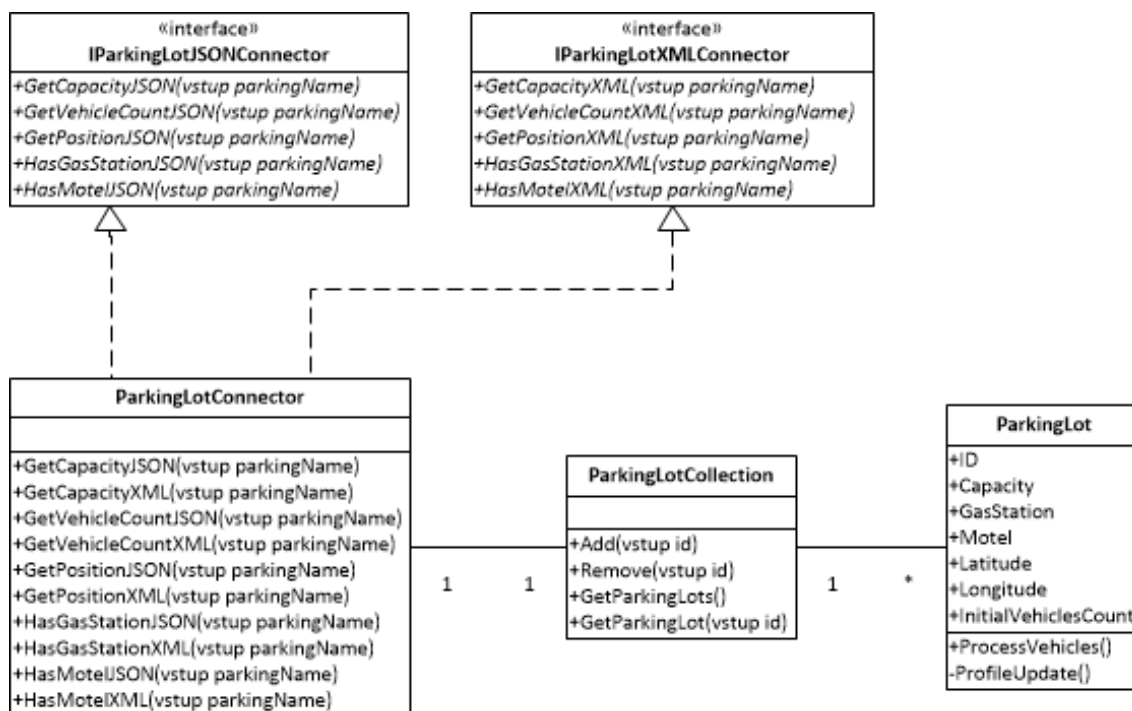 «interface»
IParkingLotJSONConnector
+GetCapacityJSON(vstup parkingName)
+GetVehicleCountJSON(vstup parkingName)
+GetPositionJSON(vstup parkingName)
+HasGasStationJSON(vstup parkingName)
+HasMotelJSON(vstup parkingName)
«interface»
IParkingLotXMLConnector
+GetCapacityXML(vstup parkingName)
+GetVehicleCountXML(vstup parkingName)
+GetPositionXML(vstup parkingName)
+HasGasStationXML(vstup parkingName)
+HasMotelXML(vstup parkingName)
ParkingLotConnector
+GetCapacityJSON(vstup parkingName)
+GetCapacityXML(vstup parkingName)
+GetVehicleCountJSON(vstup parkingName)
+GetVehicleCountXML(vstup parkingName)
+GetPositionJSON(vstup parkingName)
+GetPositionXML(vstup parkingName)
+HasGasStationJSON(vstup parkingName)
+HasGasStationXML(vstup parkingName)
+HasMotelJSON(vstup parkingName)
+HasMotelXML(vstup parkingName)
1 1
ParkingLotCollection
+Add(vstup id)
+Remove(vstup id)
+GetParkingLots()
+GetParkingLot(vstup id)
1 *
ParkingLot
+ID
+Capacity
+GasStation
+Motel
+Latitude
+Longitude
+InitialVehiclesCount
+ProcessVehicles()
-ProfileUpdate()